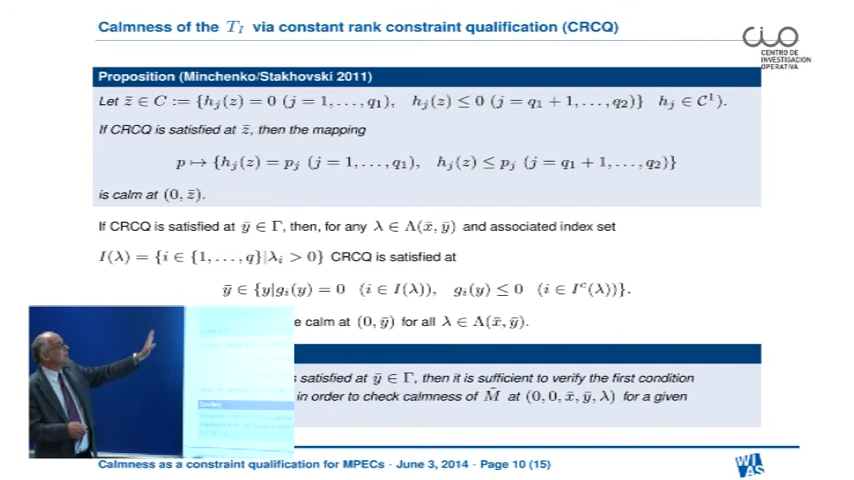 Calmness of the T_I via constant rank constraint qualification (CRCQ)
CIO
CENTRO DE
INVESTIGACION
OPERATIVA
Proposition (Minchenko/Stakhovski 2011)
Let z̄ ∈ C := {h_j(z) = 0 (j = 1, . . . , q_1), h_j(z) ≤ 0 (j = q_1 + 1, . . . , q_2)} h_j ∈ C^1).
If CRCQ is satisfied at z̄, then the mapping
p ↦ {h_j(z) = p_j (j = 1, . . . , q_1), h_j(z) ≤ p_j (j = q_1 + 1, . . . , q_2)}
is calm at (0, z̄).
If CRCQ is satisfied at ȳ ∈ Γ, then, for any λ ∈ Λ(x̄, ȳ) and associated index set
I(λ) = {i ∈ {1, . . . , q}|λ_i > 0} CRCQ is satisfied at
ȳ ∈ {y|g_i(y) = 0 (i ∈ I(λ)), g_i(y) ≤ 0 (i ∈ I^c(λ))}.
e calm at (0, ȳ) for all λ ∈ Λ(x̄, ȳ).
s satisfied at ȳ ∈ Γ, then it is sufficient to verify the first condition
in order to check calmness of M̃ at (0, 0, x̄, ȳ, λ) for a given
Calmness as a constraint qualification for MPECs · June 3, 2014 · Page 10 (15)
WIAS